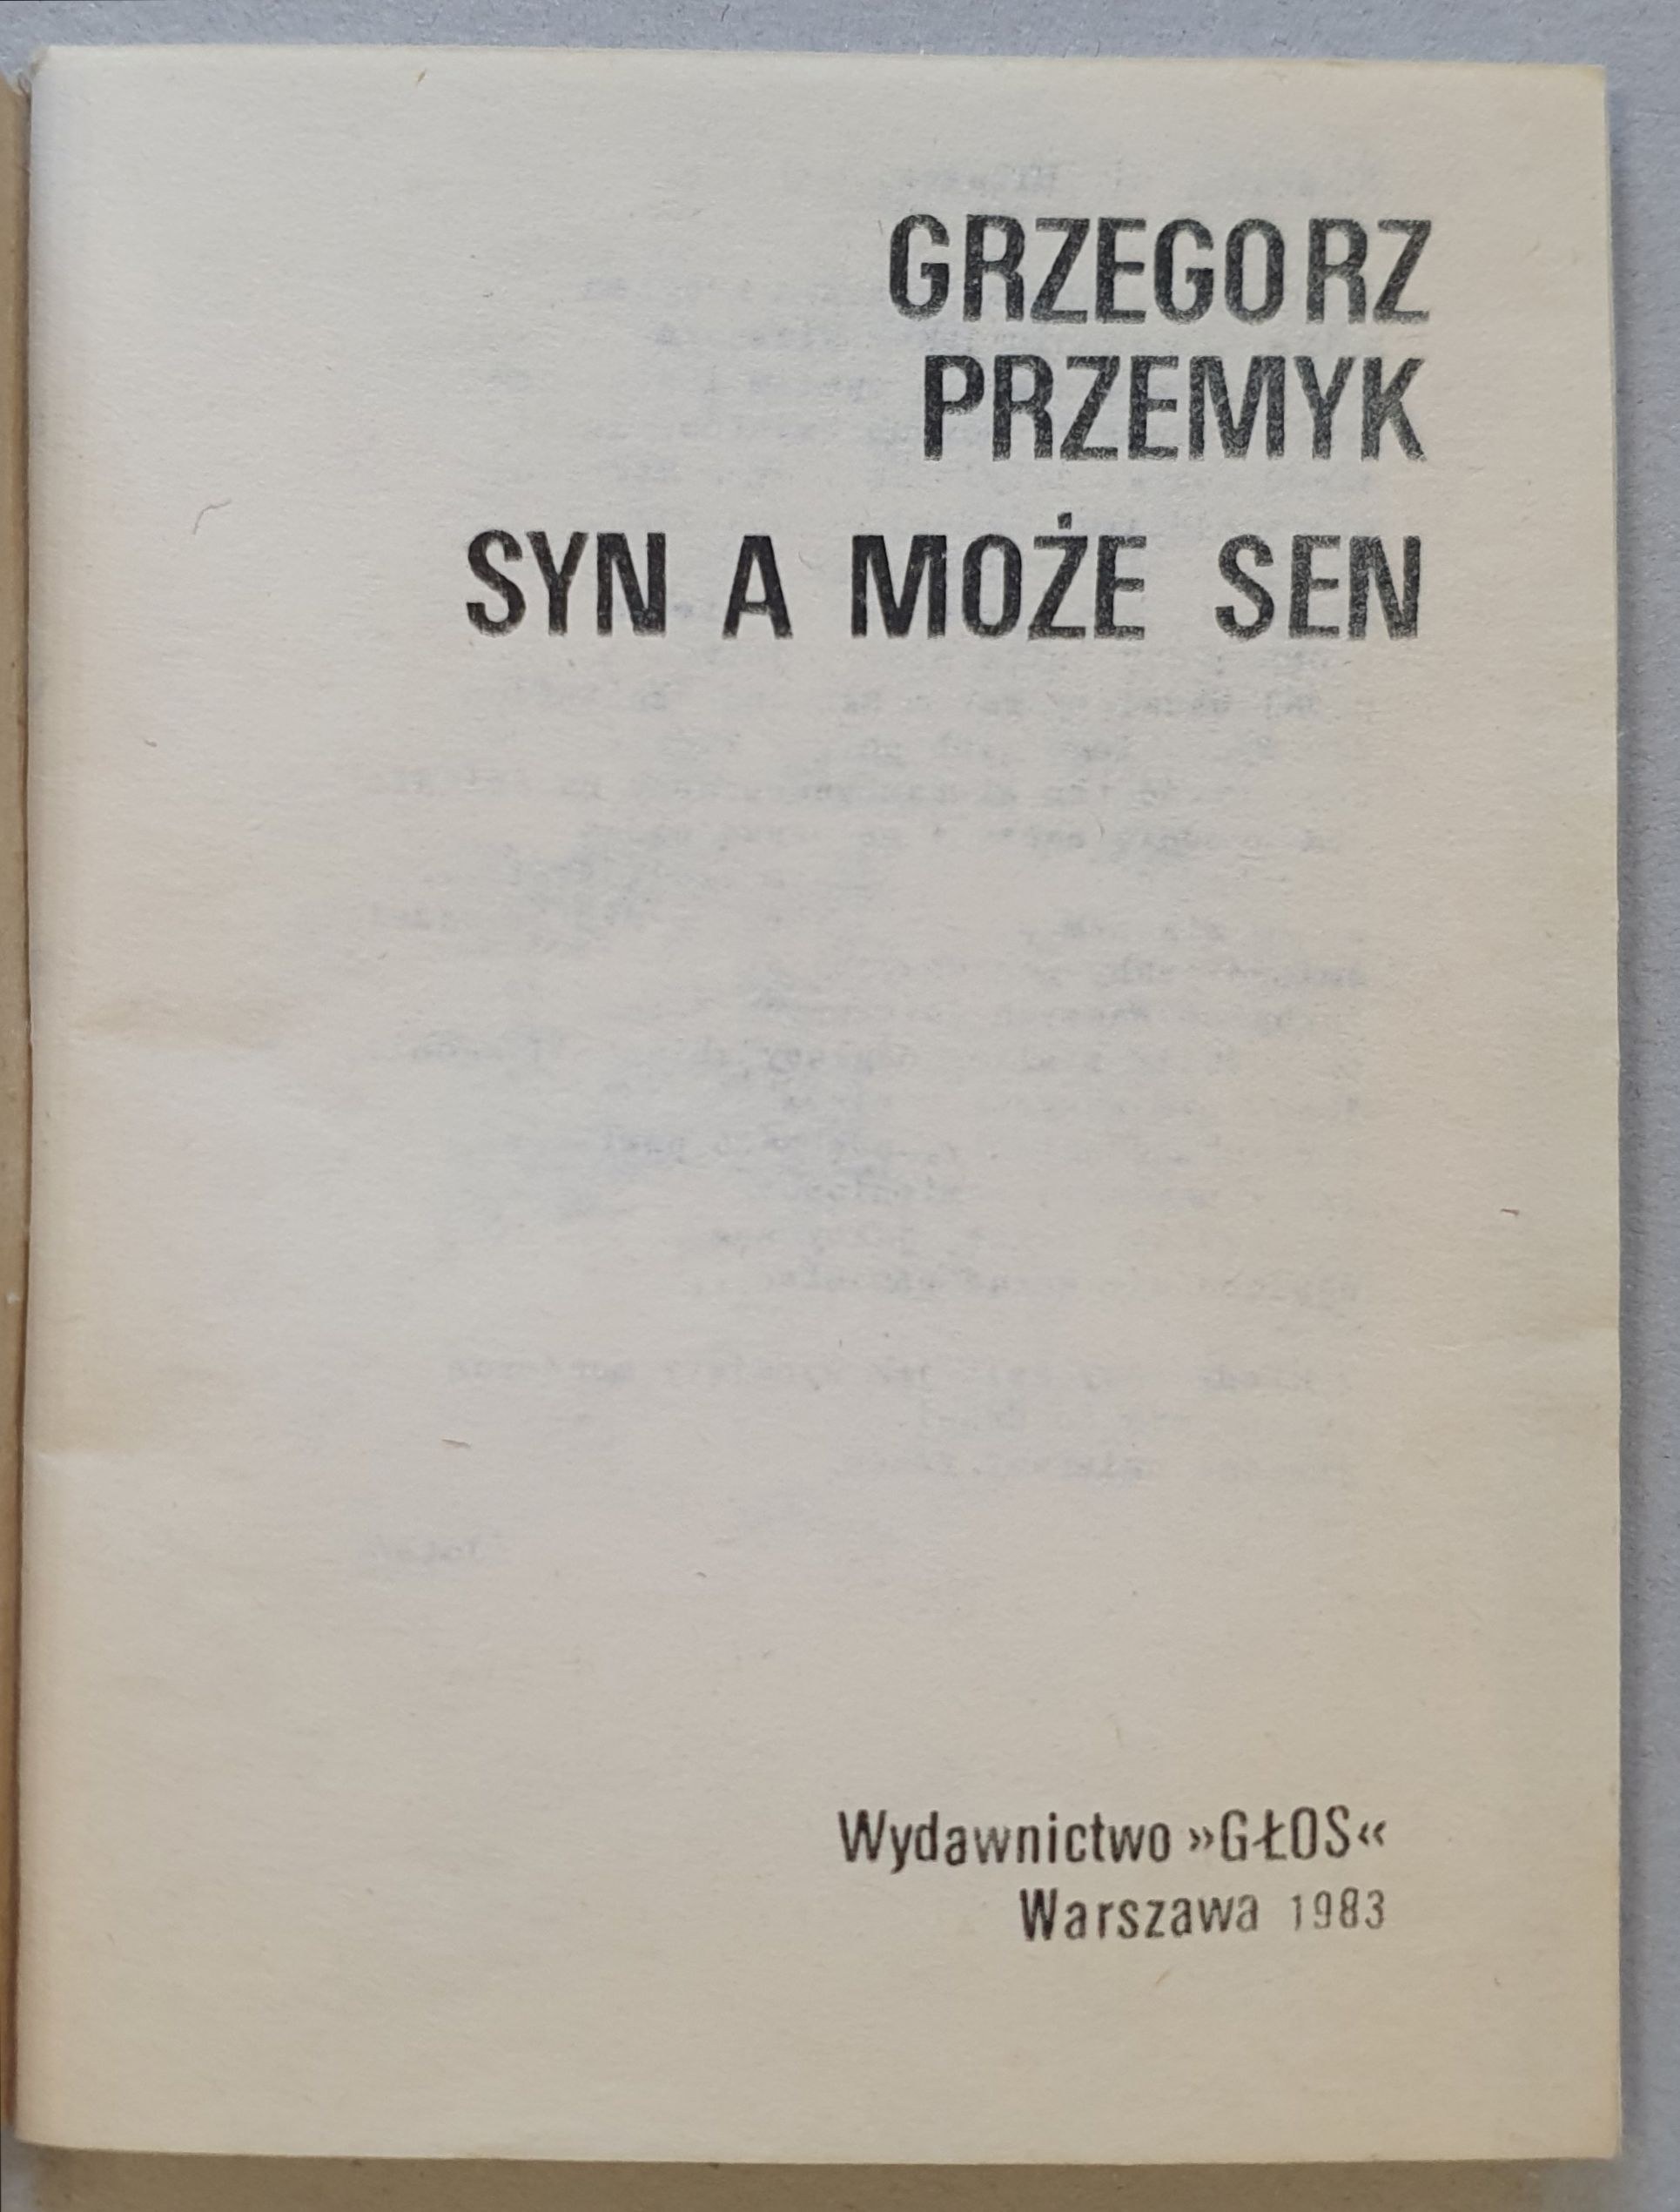 GRZEGORZ
PRZEMYK
SYN A MOŻE SEN
Wydawnictwo »GŁOS«
Warszawa 1983